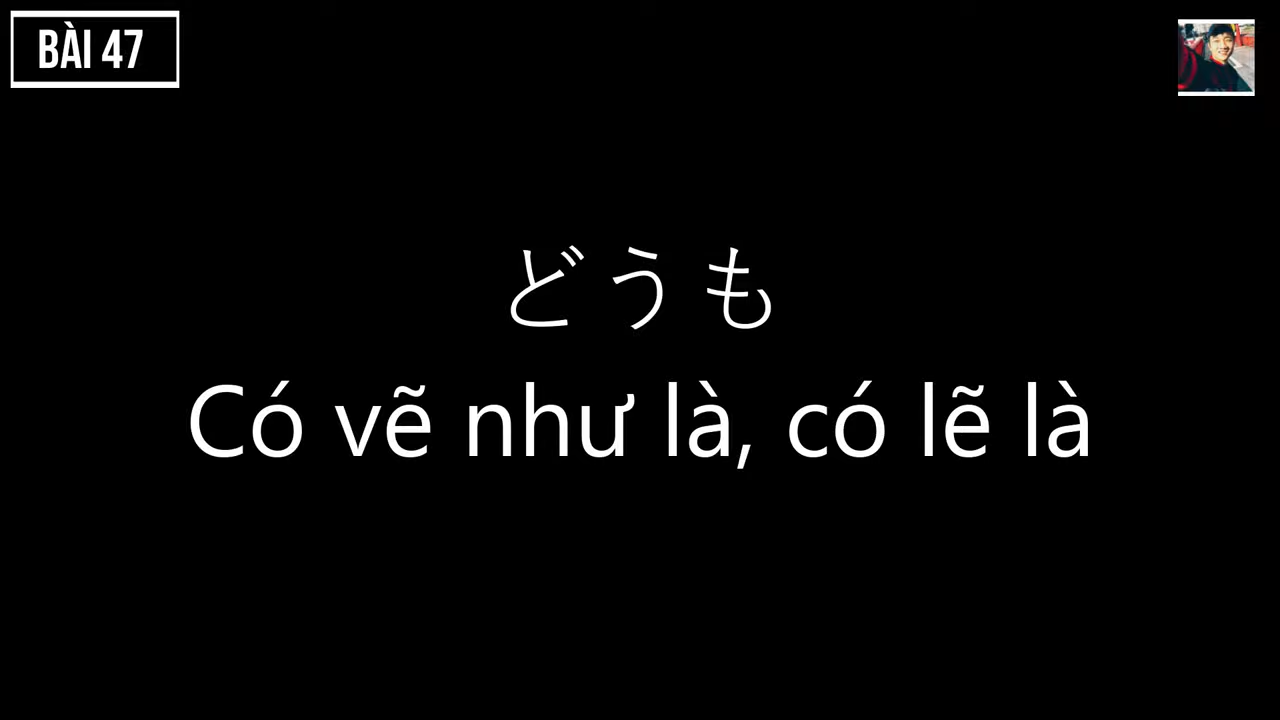 BÀI 47
どうも
Có vẽ như là, có lẽ là